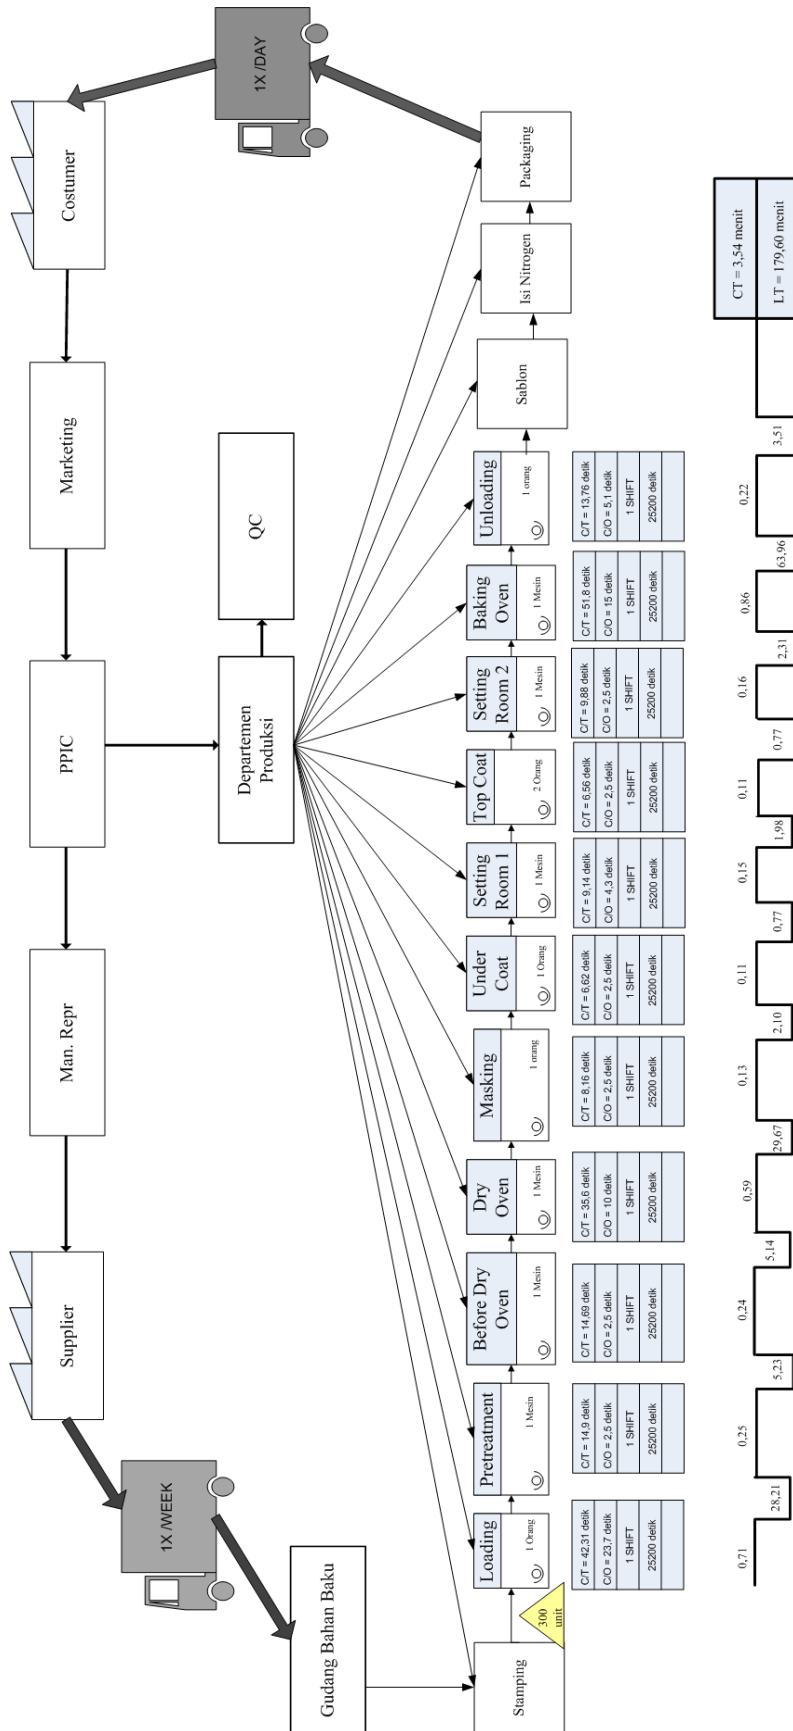 Supplier
Man. Repr
PPIC
Marketing
Costumer
1X /WEEK
1X /DAY
Gudang Bahan Baku
Departemen
Produksi
QC
Stamping
300
unit
Loading
1 Orang
C/T = 42,31 detik
C/O = 23,7 detik
1 SHIFT
25200 detik
Pretreatment
1 Mesin
C/T = 14,9 detik
C/O = 2,5 detik
1 SHIFT
25200 detik
Before Dry
Oven
1 Mesin
C/T = 14,69 detik
C/O = 2,5 detik
1 SHIFT
25200 detik
Dry
Oven
1 Mesin
C/T = 35,6 detik
C/O = 10 detik
1 SHIFT
25200 detik
Masking
1 orang
C/T = 8,16 detik
C/O = 2,5 detik
1 SHIFT
25200 detik
Under
Coat
1 Orang
C/T = 6,62 detik
C/O = 2,5 detik
1 SHIFT
25200 detik
Setting
Room 1
1 Mesin
C/T = 9,14 detik
C/O = 4,3 detik
1 SHIFT
25200 detik
Top Coat
2 Orang
C/T = 6,56 detik
C/O = 2,5 detik
1 SHIFT
25200 detik
Setting
Room 2
1 Mesin
C/T = 9,88 detik
C/O = 2,5 detik
1 SHIFT
25200 detik
Baking
Oven
1 Mesin
C/T = 51,8 detik
C/O = 15 detik
1 SHIFT
25200 detik
Unloading
1 orang
C/T = 13,76 detik
C/O = 5,1 detik
1 SHIFT
25200 detik
Sablon
Isi Nitrogen
Packaging
0,71
28,21
0,25
5,23
0,24
5,14
0,59
29,67
0,13
2,10
0,11
0,77
0,15
1,98
0,11
0,77
0,16
2,31
0,86
63,96
0,22
3,51
CT = 3,54 menit
LT = 179,60 menit